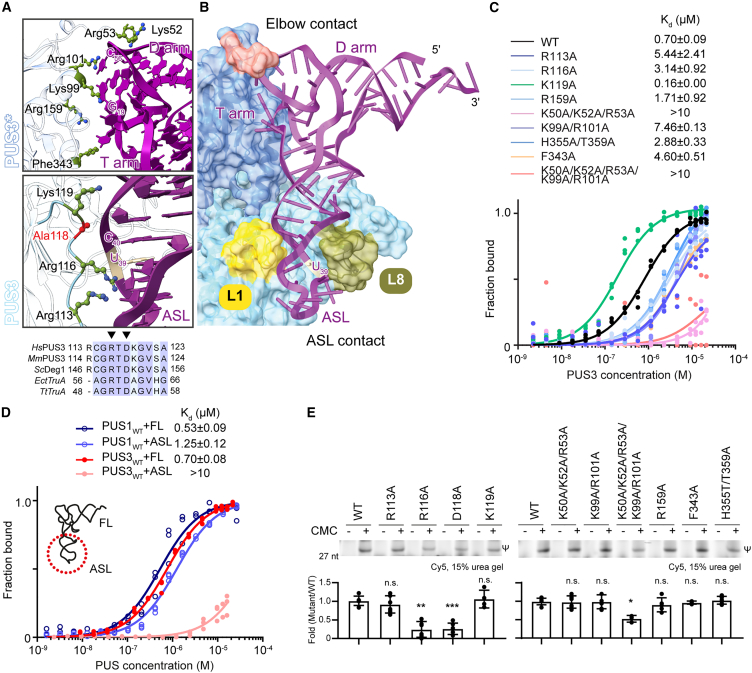 A
Arg53
Lys52
D arm
C56
Arg101
Lys99
G19
Arg159
Phe343
T arm
PUS3*
Lys119
Ala118
C40
U39
Arg116
Arg113
ASL
PUS3
HsPUS3 113 RCGRTDKGVSA 123
MmPUS3 114 RCGRTDKGVSA 124
ScDeg1 146 RCGRTDKGVSA 156
EctTruA 56 -AGRTDAGVHG 66
TtTruA 48 -AGRTDAGVHA 58
B
Elbow contact
D arm
5'
3'
T arm
L1
U39
L8
ASL
ASL contact
C
Kd (μM)
WT 0.70±0.09
R113A 5.44±2.41
R116A 3.14±0.92
K119A 0.16±0.00
R159A 1.71±0.92
K50A/K52A/R53A >10
K99A/R101A 7.46±0.13
H355A/T359A 2.88±0.33
F343A 4.60±0.51
K50A/K52A/R53A/
K99A/R101A >10
Fraction bound
1.0
0.5
0.0
10-9 10-8 10-7 10-6 10-5 10-4
PUS3 concentration (M)
D
Kd (μM)
PUS1WT+FL 0.53±0.09
PUS1WT+ASL 1.25±0.12
PUS3WT+FL 0.70±0.08
PUS3WT+ASL >10
FL
ASL
Fraction bound
1.0
0.5
0.0
10-9 10-8 10-7 10-6 10-5 10-4
PUS concentration (M)
E
WT
R113A
R116A
D118A
K119A
CMC - + - + - + - + - +
27 nt
Ψ
Cy5, 15% urea gel
Fold (Mutant/WT)
2.0
1.5
1.0
0.5
0.0
n.s.
**
***
n.s.
WT
K50A/K52A/R53A
K99A/R101A
K50A/K52A/R53A/
K99A/R101A
R159A
F343A
H355T/T359A
- + - + - + - + - + - + - +
Ψ
Cy5, 15% urea gel
n.s.
n.s.
*
n.s.
n.s.
n.s.